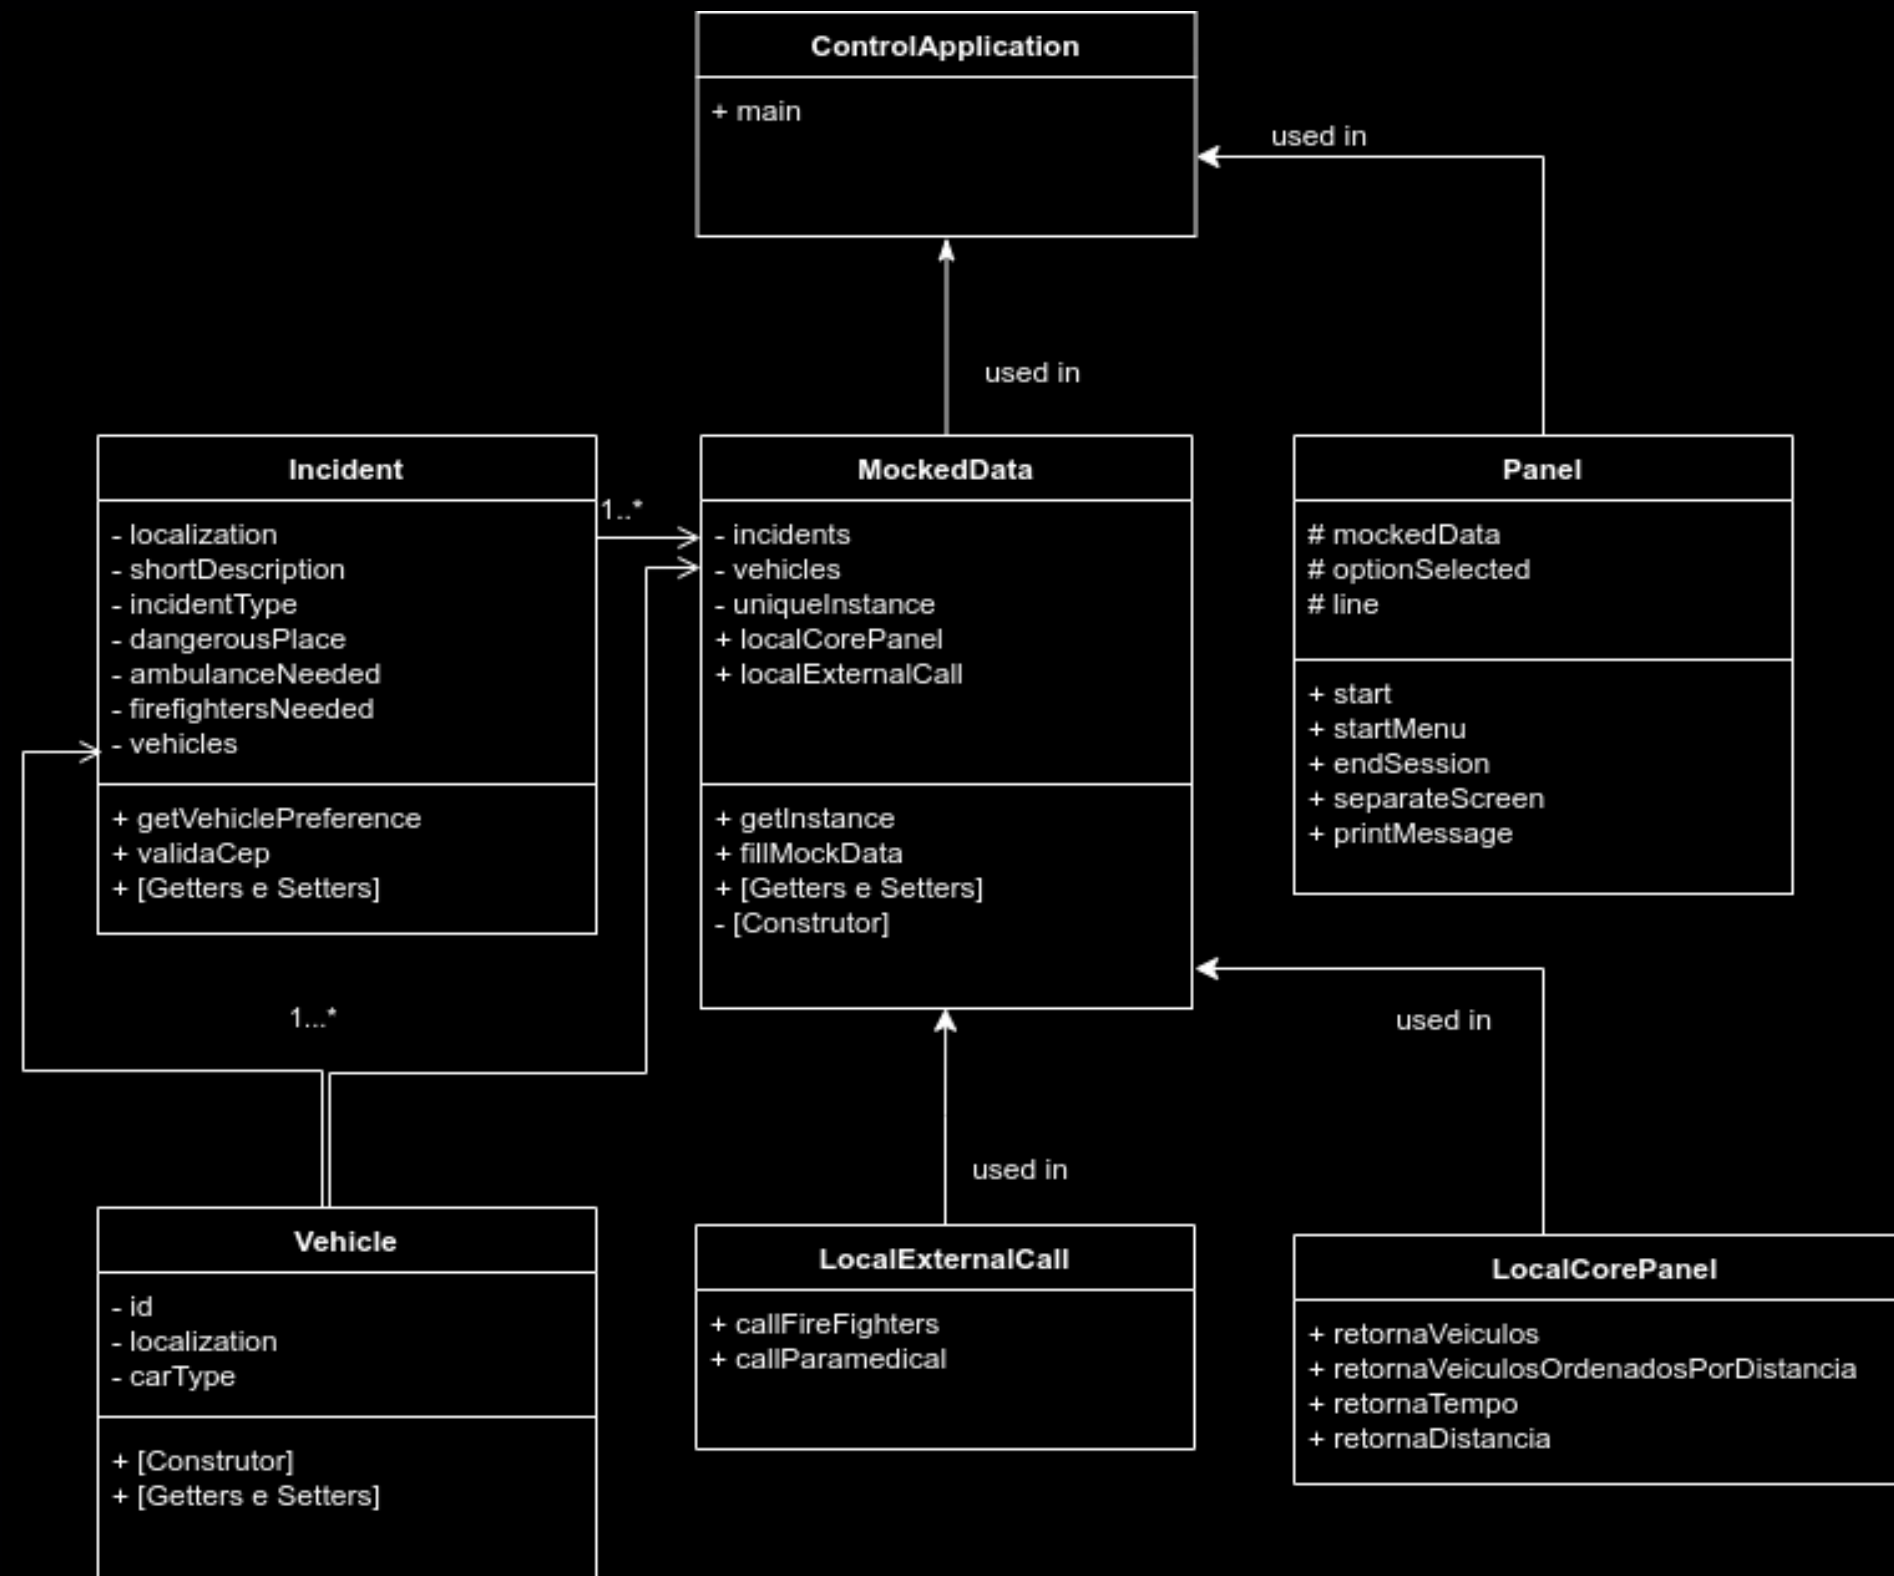 ControlApplication
+ main
used in
used in
Incident
- localization
- shortDescription
- incidentType
- dangerousPlace
- ambulanceNeeded
- firefightersNeeded
- vehicles
+ getVehiclePreference
+ validaCep
+ [Getters e Setters]
1..*
MockedData
- incidents
- vehicles
- uniqueInstance
+ localCorePanel
+ localExternalCall
+ getInstance
+ fillMockData
+ [Getters e Setters]
- [Construtor]
Panel
# mockedData
# optionSelected
# line
+ start
+ startMenu
+ endSession
+ separateScreen
+ printMessage
1...*
used in
used in
Vehicle
- id
- localization
- carType
+ [Construtor]
+ [Getters e Setters]
LocalExternalCall
+ callFireFighters
+ callParamedical
LocalCorePanel
+ retornaVeiculos
+ retornaVeiculosOrdenadosPorDistancia
+ retornaTempo
+ retornaDistancia